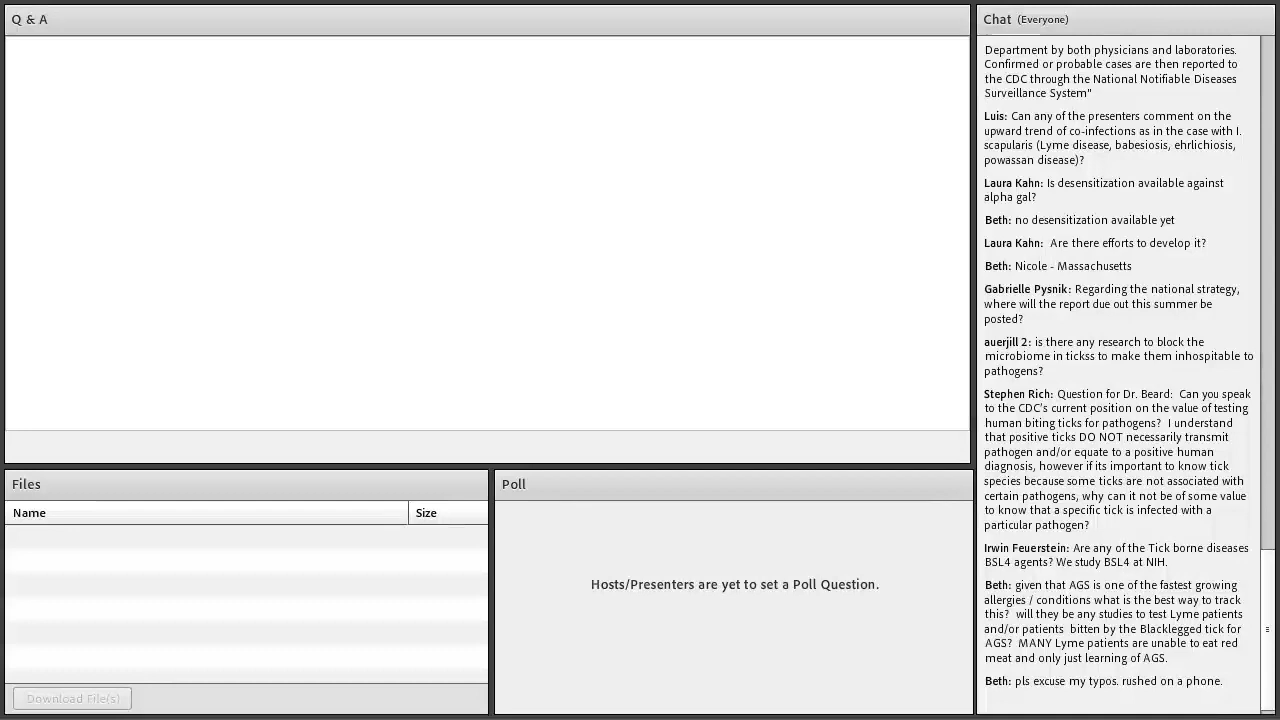 Q & A
Chat (Everyone)
Department by both physicians and laboratories.
Confirmed or probable cases are then reported to
the CDC through the National Notifiable Diseases
Surveillance System"
Luis: Can any of the presenters comment on the
upward trend of co-infections as in the case with I.
scapularis (Lyme disease, babesiosis, ehrlichiosis,
powassan disease)?
Laura Kahn: Is desensitization available against
alpha gal?
Beth: no desensitization available yet
Laura Kahn: Are there efforts to develop it?
Beth: Nicole - Massachusetts
Gabrielle Pysnik: Regarding the national strategy,
where will the report due out this summer be
posted?
auerjill 2: is there any research to block the
microbiome in tickss to make them inhospitable to
pathogens?
Stephen Rich: Question for Dr. Beard: Can you speak
to the CDC's current position on the value of testing
human biting ticks for pathogens? I understand
that positive ticks DO NOT necessarily transmit
pathogen and/or equate to a positive human
diagnosis, however if its important to know tick
species because some ticks are not associated with
certain pathogens, why can it not be of some value
to know that a specific tick is infected with a
particular pathogen?
Irwin Feuerstein: Are any of the Tick borne diseases
BSL4 agents? We study BSL4 at NIH.
Beth: given that AGS is one of the fastest growing
allergies / conditions what is the best way to track
this? will they be any studies to test Lyme patients
and/or patients bitten by the Blacklegged tick for
AGS? MANY Lyme patients are unable to eat red
meat and only just learning of AGS.
Beth: pls excuse my typos. rushed on a phone.
Files
Name Size
Download File(s)
Poll
Hosts/Presenters are yet to set a Poll Question.